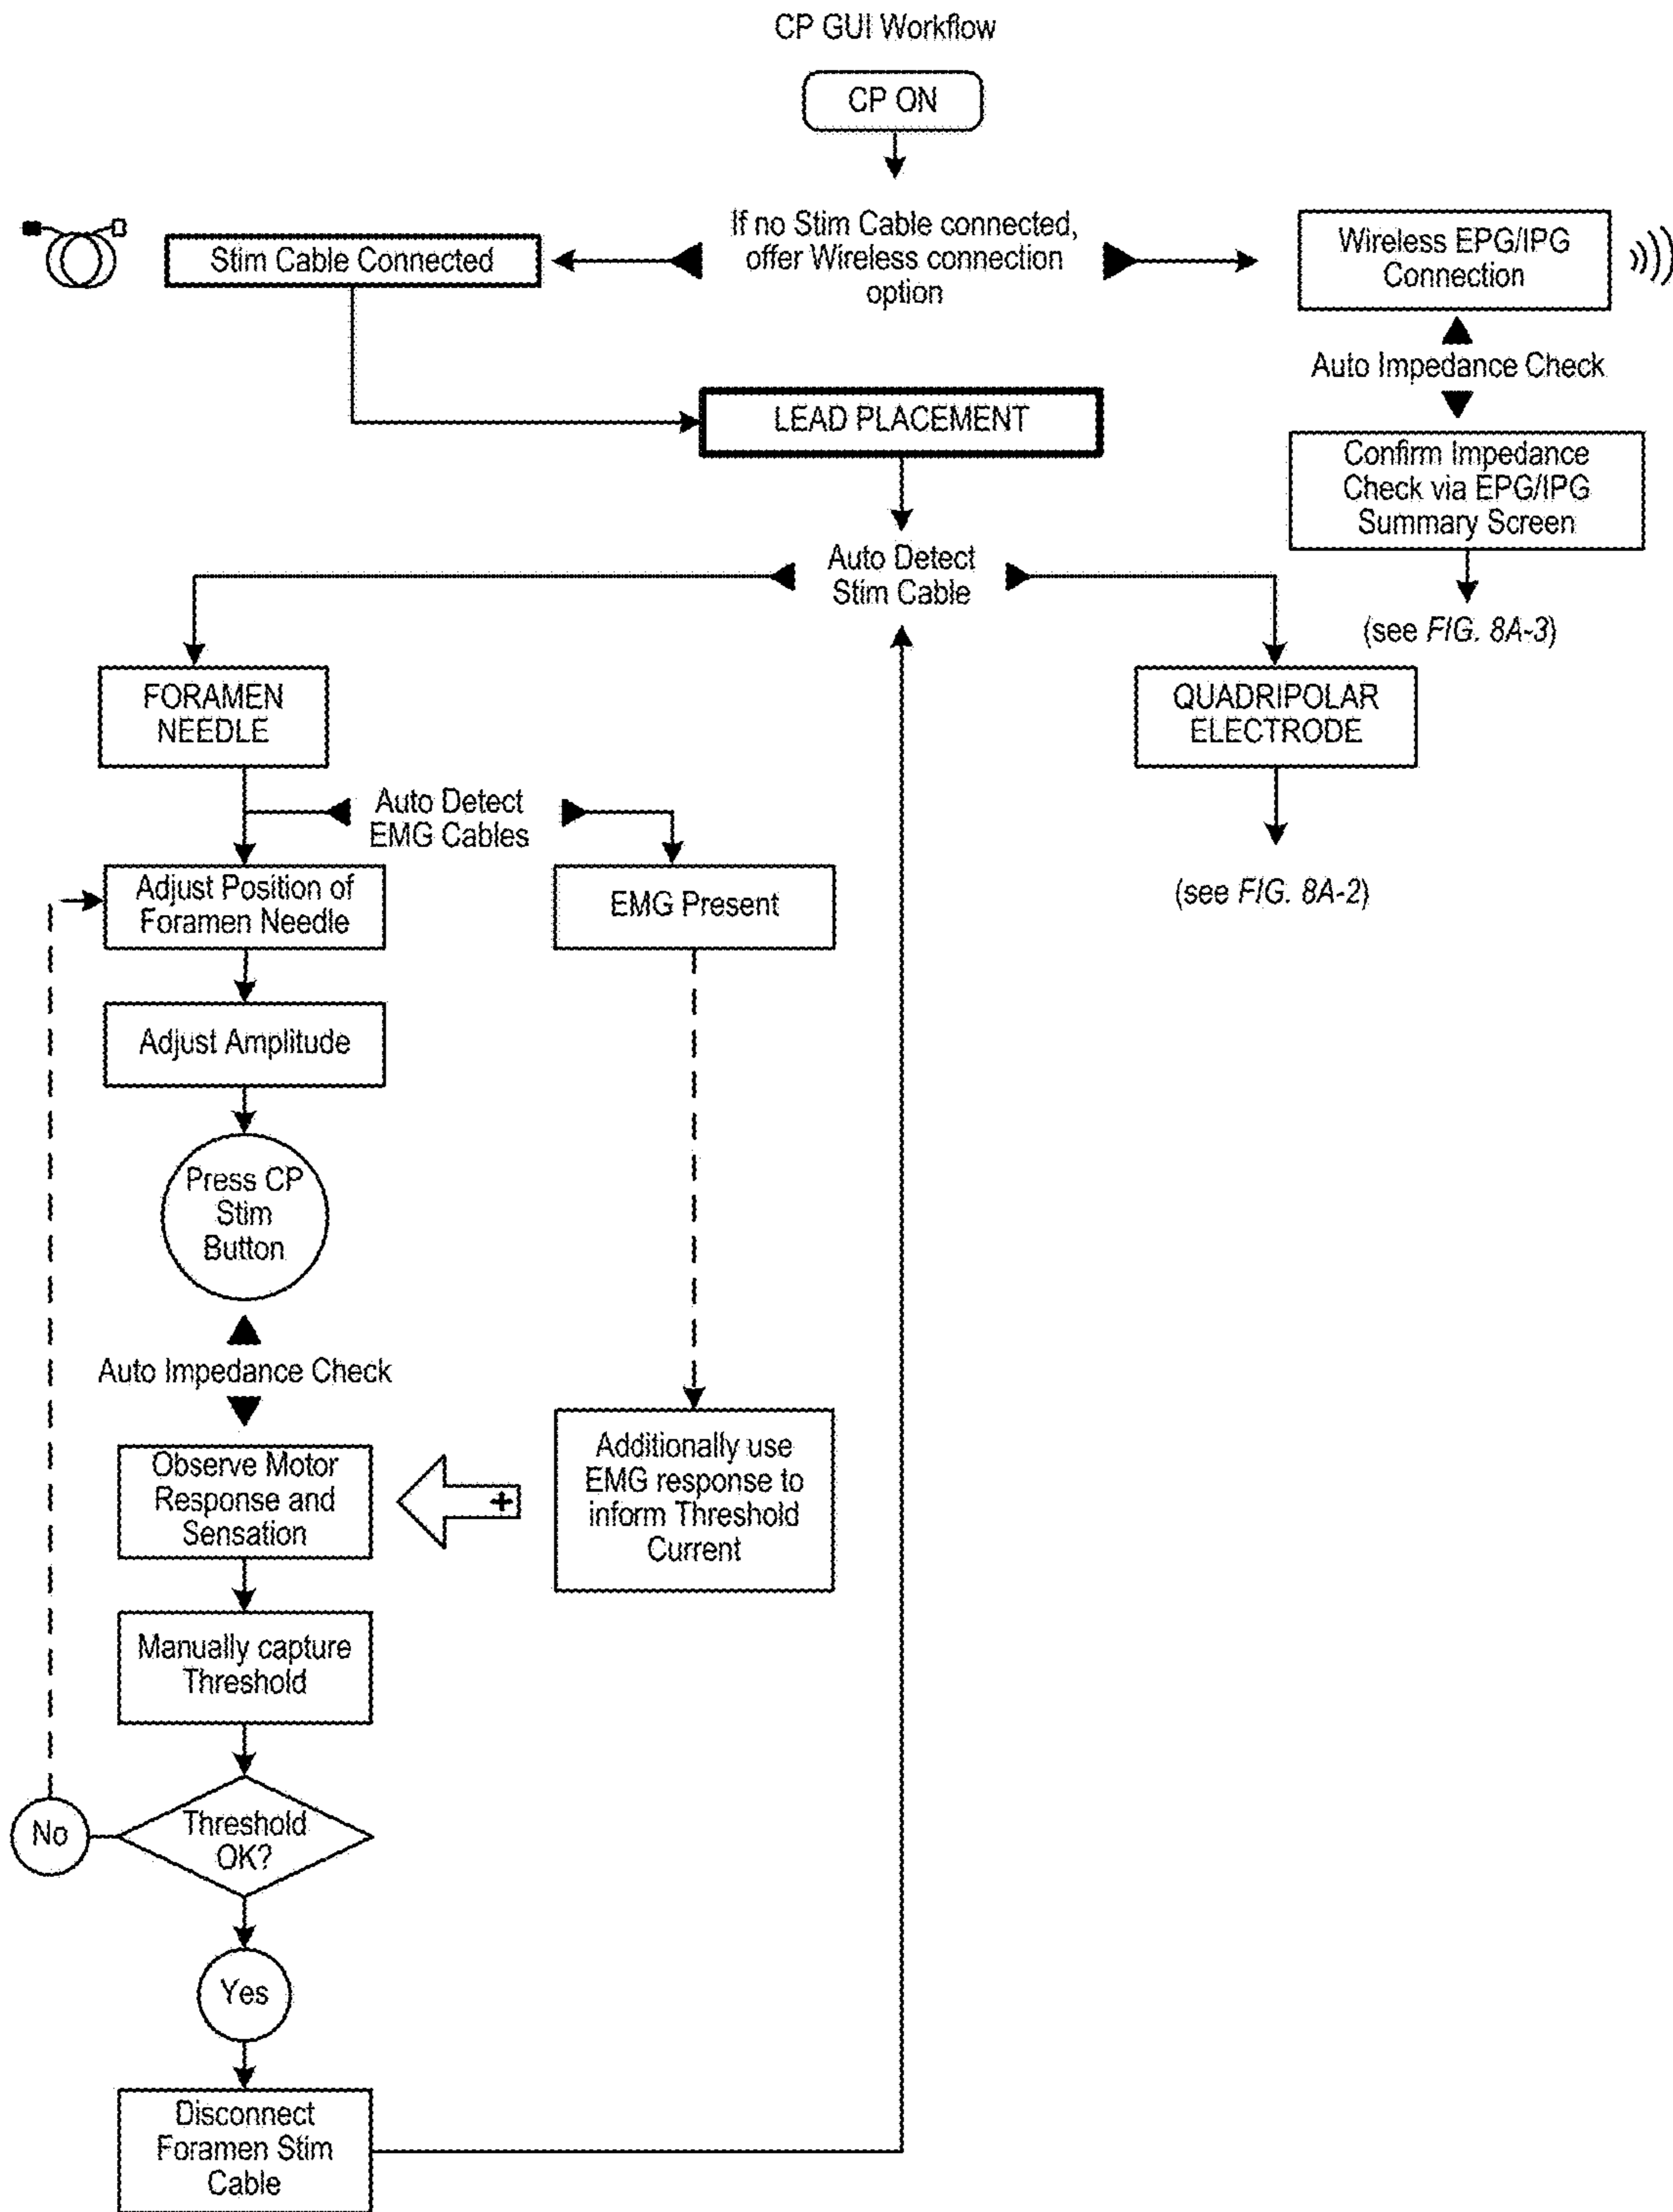 CP GUI Workflow
CP ON
If no Stim Cable connected,
offer Wireless connection
option
Stim Cable Connected
Wireless EPG/IPG
Connection
Auto Impedance Check
LEAD PLACEMENT
Confirm Impedance
Check via EPG/IPG
Summary Screen
(see FIG. 8A-3)
Auto Detect
Stim Cable
FORAMEN
NEEDLE
QUADRIPOLAR
ELECTRODE
(see FIG. 8A-2)
Auto Detect
EMG Cables
Adjust Position of
Foramen Needle
EMG Present
Adjust Amplitude
Press CP
Stim
Button
Auto Impedance Check
Observe Motor
Response and
Sensation
+
Additionally use
EMG response to
inform Threshold
Current
Manually capture
Threshold
Threshold
OK?
No
Yes
Disconnect
Foramen Stim
Cable